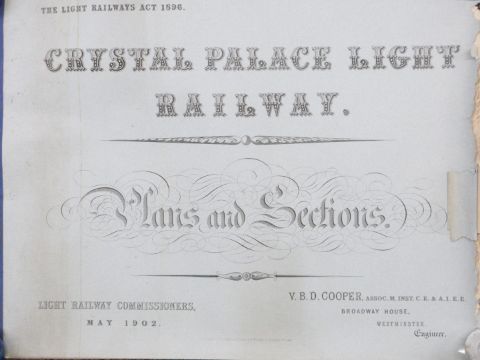 THE LIGHT RAILWAYS ACT 1896.
CRYSTAL PALACE LIGHT
RAILWAY.
Plans and Sections.
LIGHT RAILWAY COMMISSIONERS,
MAY 1902.
V. B. D. COOPER, ASSOC. M. INST. C. E. & A. I. E. E.
BROADWAY HOUSE,
WESTMINSTER.
Engineer.